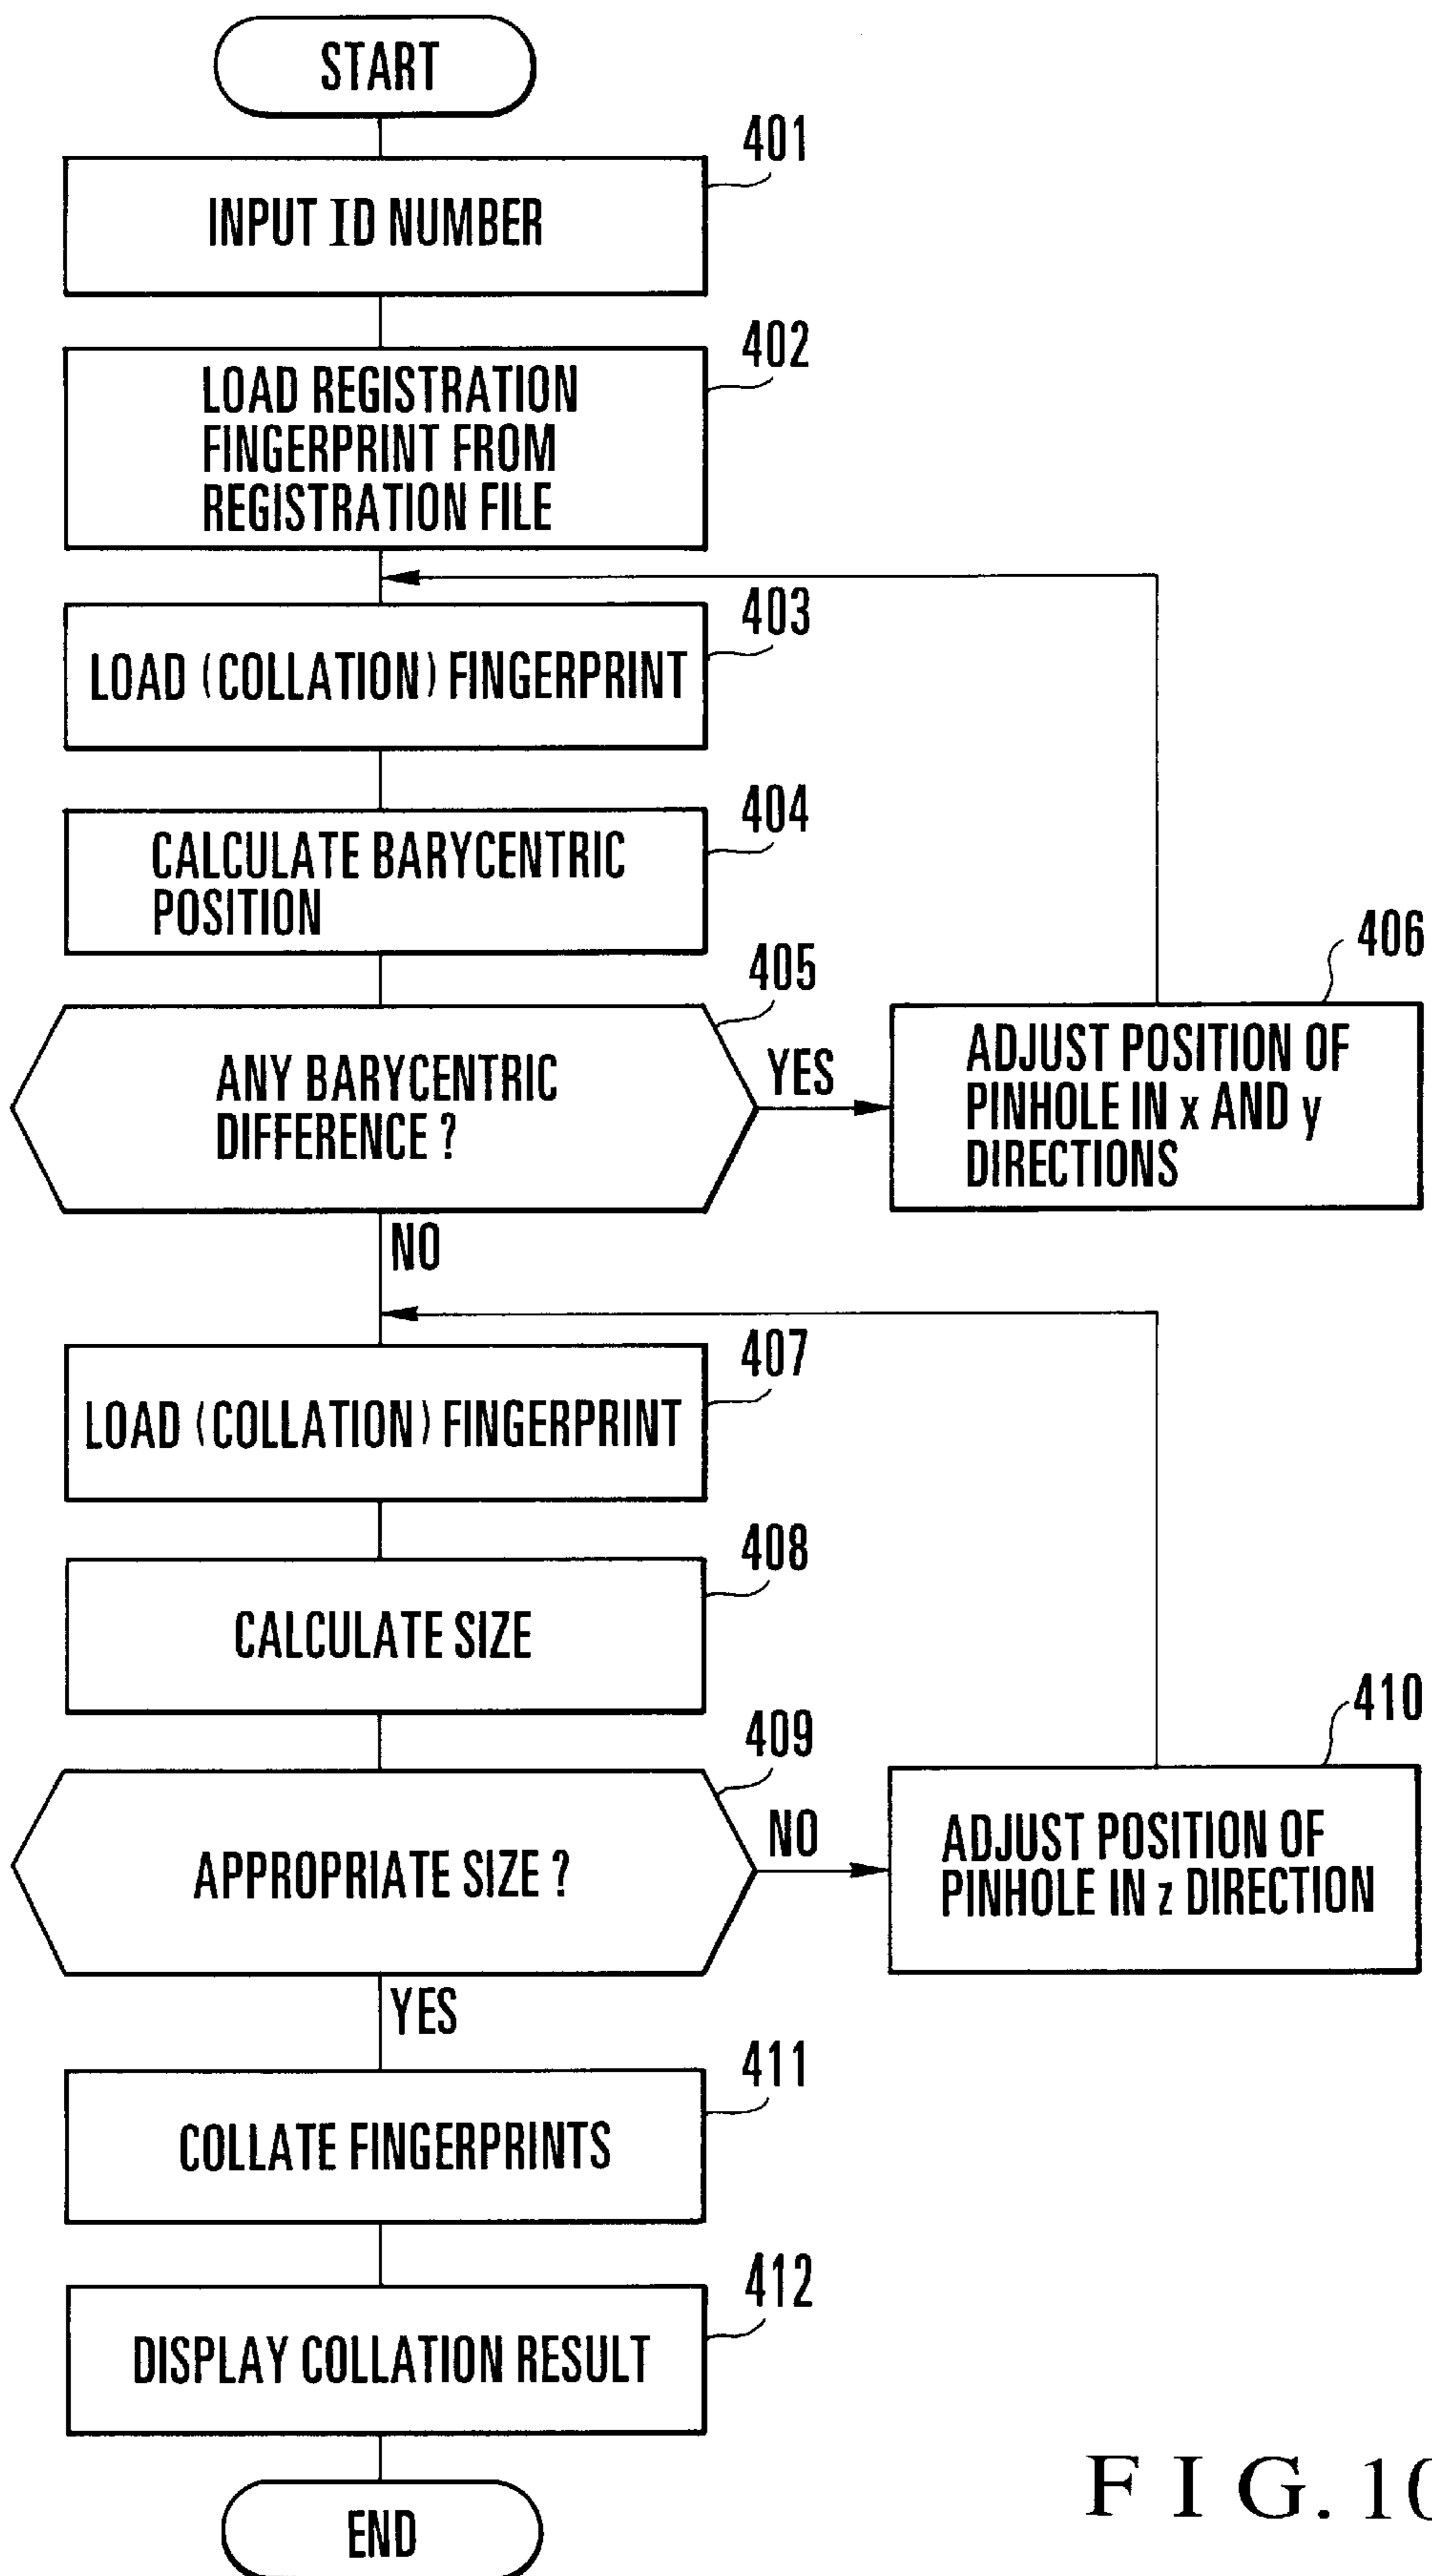 START
401
INPUT ID NUMBER
402
LOAD REGISTRATION
FINGERPRINT FROM
REGISTRATION FILE
403
LOAD (COLLATION) FINGERPRINT
404
CALCULATE BARYCENTRIC
POSITION
405
ANY BARYCENTRIC
DIFFERENCE ?
YES
406
ADJUST POSITION OF
PINHOLE IN x AND y
DIRECTIONS
NO
407
LOAD (COLLATION) FINGERPRINT
408
CALCULATE SIZE
409
APPROPRIATE SIZE ?
NO
410
ADJUST POSITION OF
PINHOLE IN z DIRECTION
YES
411
COLLATE FINGERPRINTS
412
DISPLAY COLLATION RESULT
END
FIG. 10